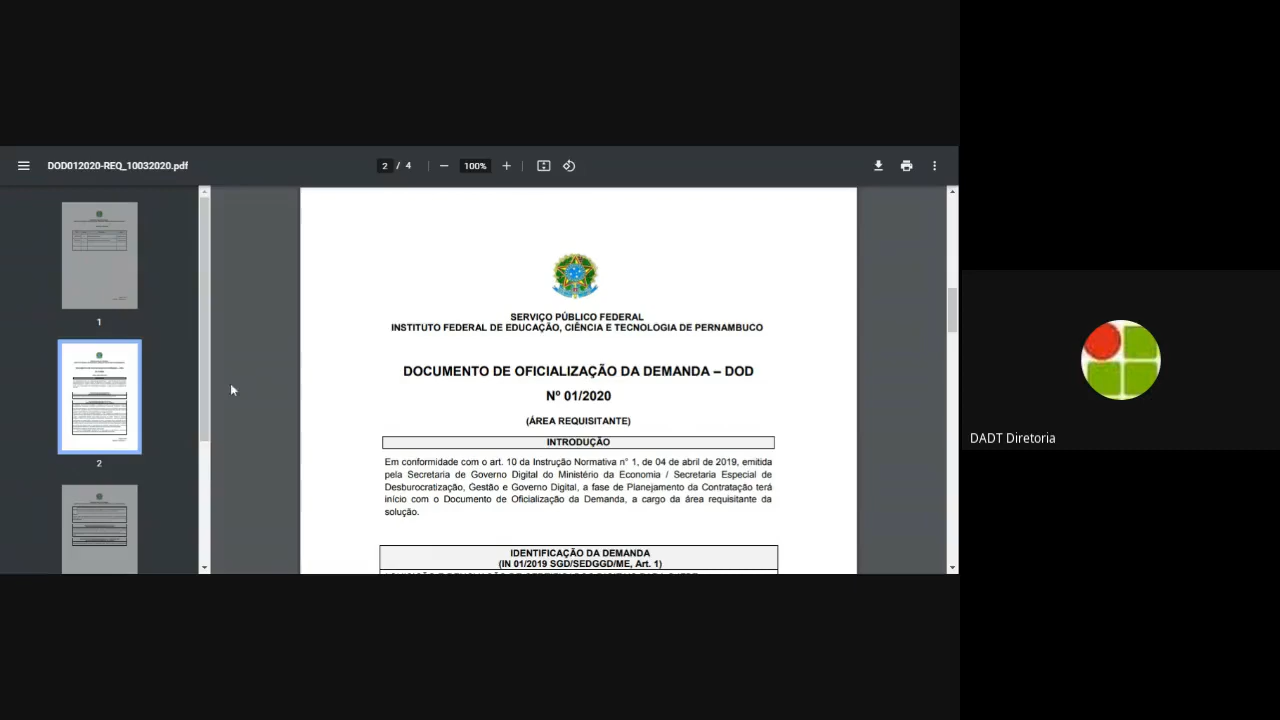 DOD012020-REQ_10032020.pdf
2 / 4
100%
1
2
SERVIÇO PÚBLICO FEDERAL
INSTITUTO FEDERAL DE EDUCAÇÃO, CIÊNCIA E TECNOLOGIA DE PERNAMBUCO
DOCUMENTO DE OFICIALIZAÇÃO DA DEMANDA – DOD
Nº 01/2020
(ÁREA REQUISITANTE)
INTRODUÇÃO
Em conformidade com o art. 10 da Instrução Normativa n° 1, de 04 de abril de 2019, emitida
pela Secretaria de Governo Digital do Ministério da Economia / Secretaria Especial de
Desburocratização, Gestão e Governo Digital, a fase de Planejamento da Contratação terá
início com o Documento de Oficialização da Demanda, a cargo da área requisitante da
solução.
IDENTIFICAÇÃO DA DEMANDA
(IN 01/2019 SGD/SEDGGD/ME, Art. 1)
DADT Diretoria